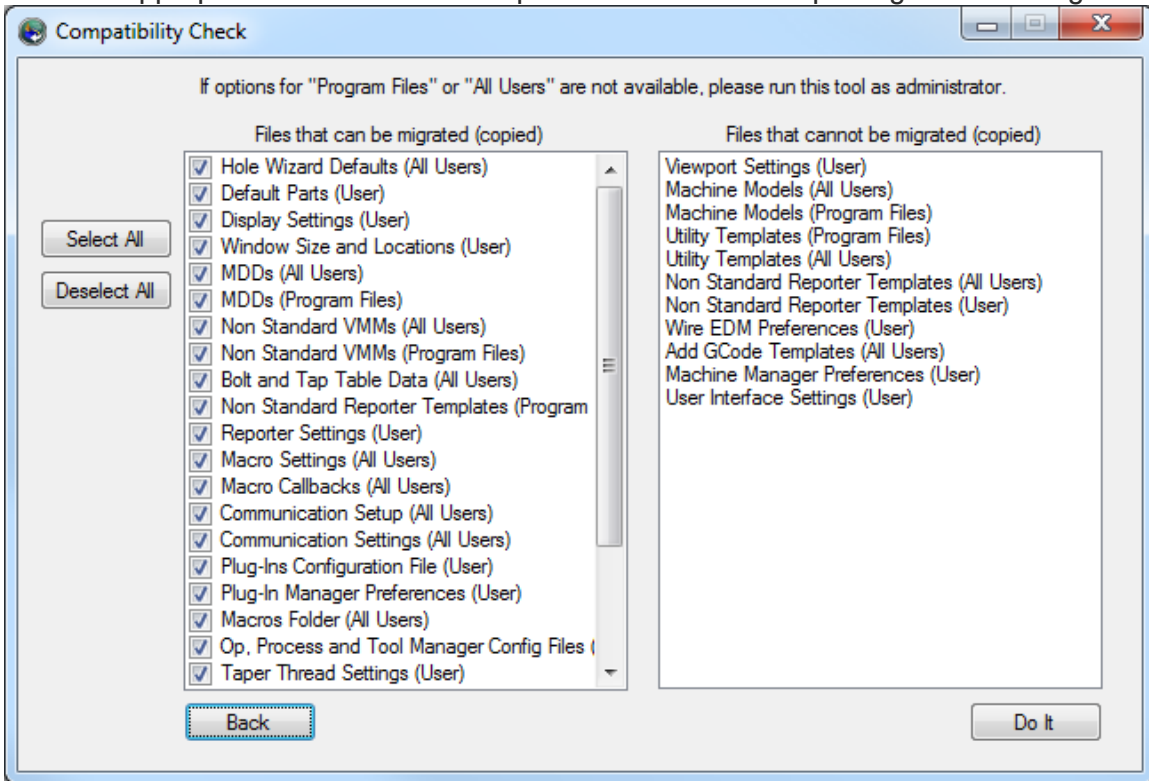 Compatibility Check
If options for "Program Files" or "All Users" are not available, please run this tool as administrator.
Files that can be migrated (copied)
Hole Wizard Defaults (All Users)
Default Parts (User)
Display Settings (User)
Window Size and Locations (User)
MDDs (All Users)
MDDs (Program Files)
Non Standard VMMs (All Users)
Non Standard VMMs (Program Files)
Bolt and Tap Table Data (All Users)
Non Standard Reporter Templates (Program
Reporter Settings (User)
Macro Settings (All Users)
Macro Callbacks (All Users)
Communication Setup (All Users)
Communication Settings (All Users)
Plug-Ins Configuration File (User)
Plug-In Manager Preferences (User)
Macros Folder (All Users)
Op, Process and Tool Manager Config Files (
Taper Thread Settings (User)
Files that cannot be migrated (copied)
Viewport Settings (User)
Machine Models (All Users)
Machine Models (Program Files)
Utility Templates (Program Files)
Utility Templates (All Users)
Non Standard Reporter Templates (All Users)
Non Standard Reporter Templates (User)
Wire EDM Preferences (User)
Add GCode Templates (All Users)
Machine Manager Preferences (User)
User Interface Settings (User)
Select All
Deselect All
Back
Do It